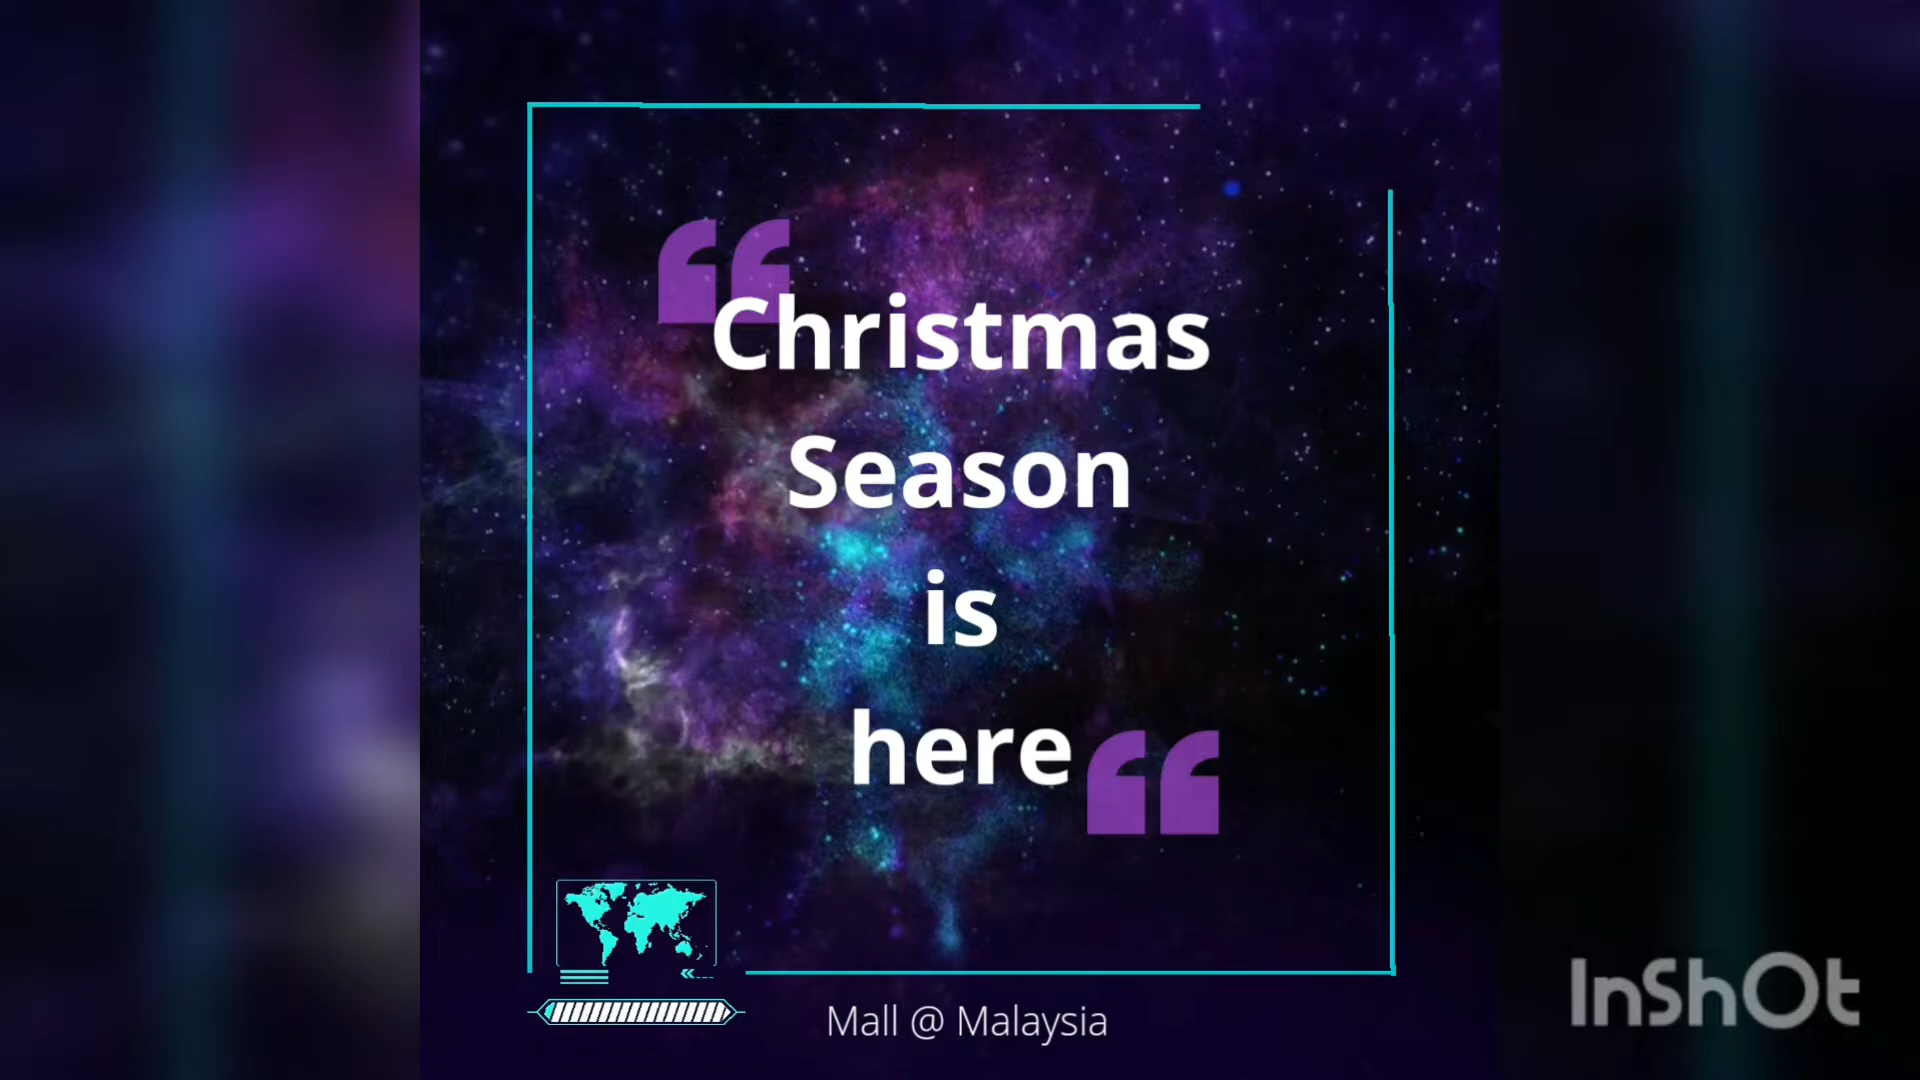 “Christmas
Season
is
here“
Mall @ Malaysia
InShOt